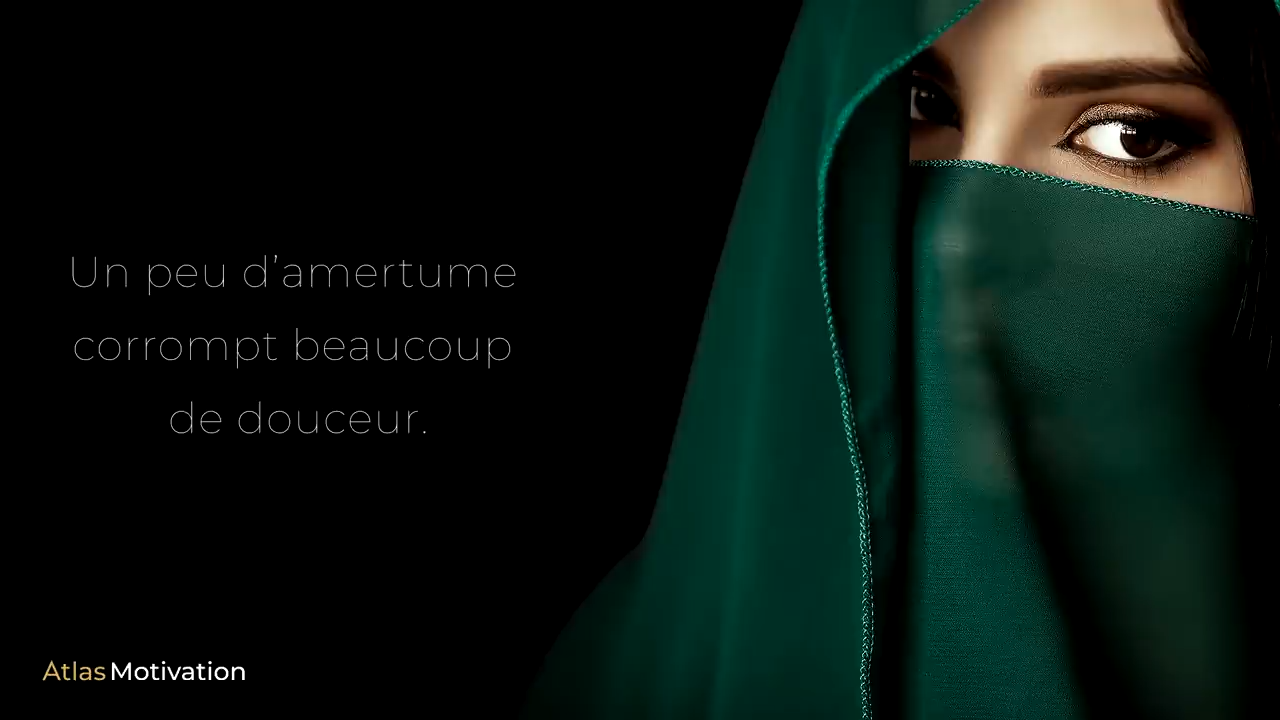 Un peu d’amertume
corrompt beaucoup
de douceur.
Atlas Motivation